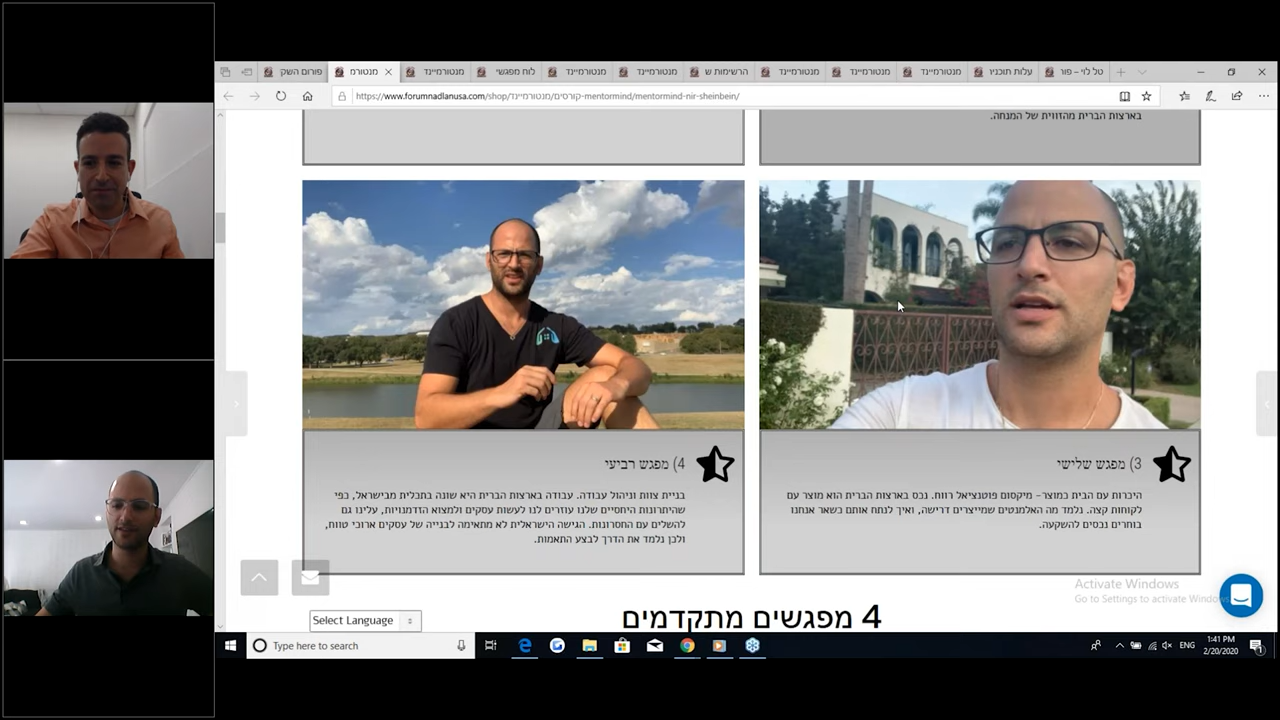 פורום השק
מנטורמ
מנטורמיינד
לוח מפגשי
מנטורמיינד
מנטורמיינד
הרשימות ש
מנטורמיינד
מנטורמיינד
מנטורמיינד
עלות תוכניו
טל לוי – פור
https://www.forumnadlanusa.com/shop/קורסים/מנטורמיינד-mentormind/mentormind-nir-sheinbein/
בארצות הברית מהזווית של המנחה.
3) מפגש שלישי
היכרות עם הבית כמוצר– מיקסום פוטנציאל רווח. נכס בארצות הברית הוא מוצר עם
לקוחות קצה. נלמד מה האלמנטים שמייצרים דרישה, ואיך לנתח אותם כשאר אנחנו
בוחרים נכסים להשקעה.
4) מפגש רביעי
בניית צוות וניהול עבודה. עבודה בארצות הברית היא שונה בתכלית מבישראל, כפי
שהיתרונות היחסיים שלנו עוזרים לנו לעשות עסקים ולמצוא הזדמנויות, עלינו גם
להשלים עם החסרונות. הגישה הישראלית לא מתאימה לבנייה של עסקים ארוכי טווח,
ולכן נלמד את הדרך לבצע התאמות.
4 מפגשים מתקדמים
Select Language
Activate Windows
Go to Settings to activate Windows
Type here to search
ENG
1:41 PM
2/20/2020